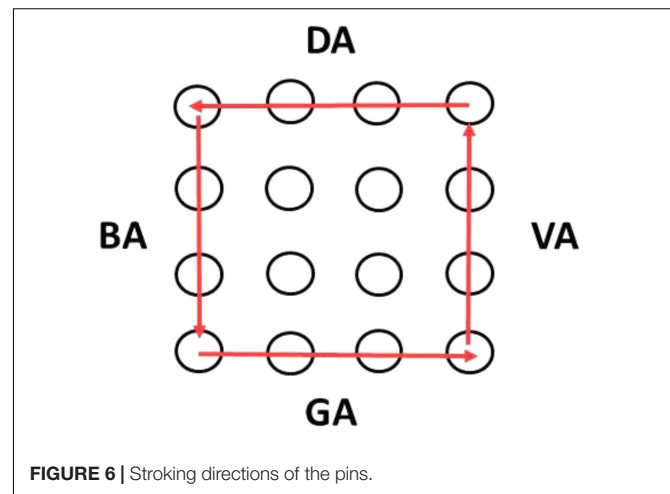 DA
BA
VA
GA
FIGURE 6 | Stroking directions of the pins.